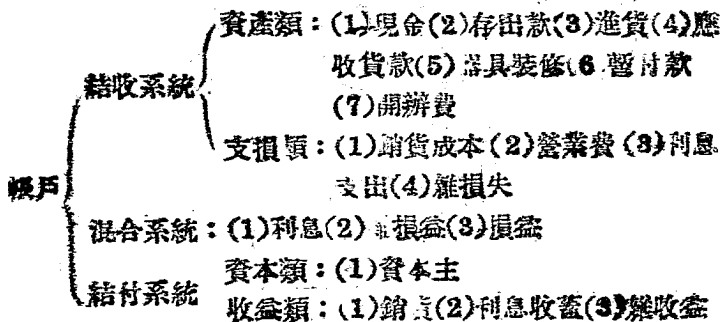 資產類：(1)現金(2)存出款(3)進貨(4)應
收貨款(5)器具裝修(6 暫付款
結收系統
(7)開辦費
支損類：(1)銷貨成本(2)營業費(3)利息
支出(4)雜損失
帳戶
混合系統：(1)利息(2) 損益(3)損益
資本類：(1)資本主
結付系統
收益類：(1)銷貨(2)利息收益(3)雜收益